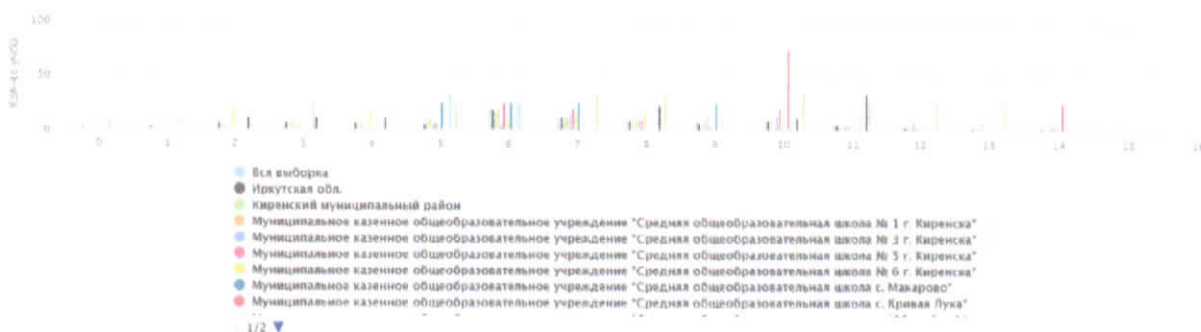 100
50
0
0 1 2 3 4 5 6 7 8 9 10 11 12 13 14 15 16
Вся выборка
Иркутская обл.
Киренский муниципальный район
Муниципальное казенное общеобразовательное учреждение "Средняя общеобразовательная школа № 1 г. Киренска"
Муниципальное казенное общеобразовательное учреждение "Средняя общеобразовательная школа № 3 г. Киренска"
Муниципальное казенное общеобразовательное учреждение "Средняя общеобразовательная школа № 5 г. Киренска"
Муниципальное казенное общеобразовательное учреждение "Средняя общеобразовательная школа № 6 г. Киренска"
Муниципальное казенное общеобразовательное учреждение "Средняя общеобразовательная школа с. Макарово"
Муниципальное казенное общеобразовательное учреждение "Средняя общеобразовательная школа с. Кривая Лука"
1/2